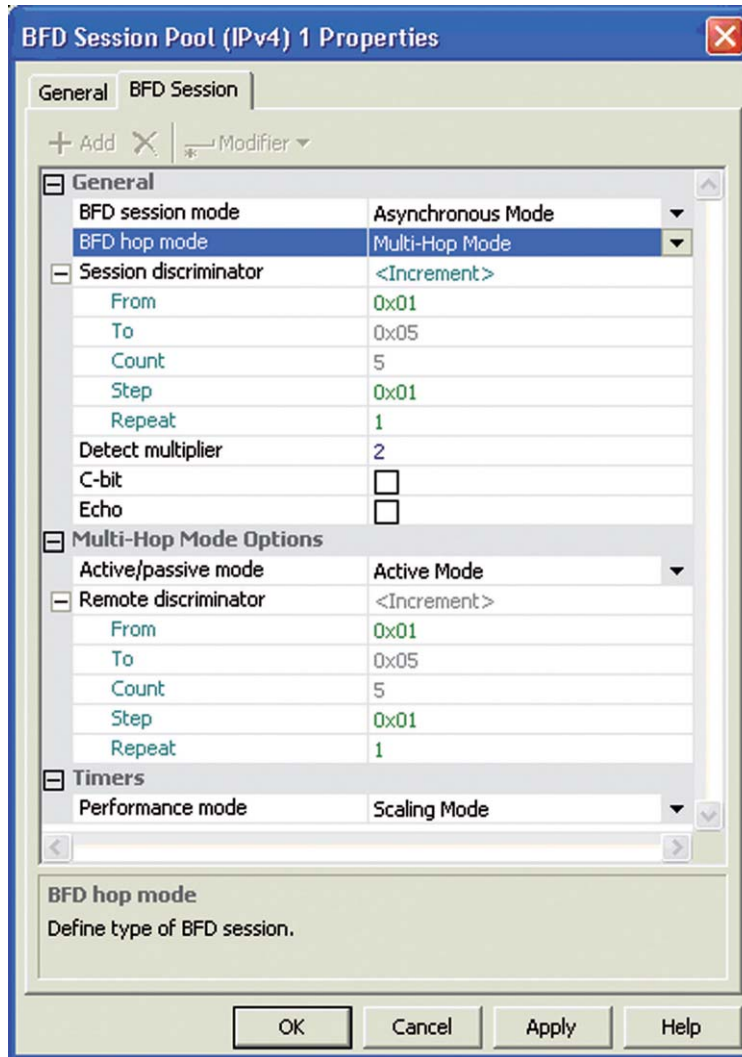 BFD Session Pool (IPv4) 1 Properties
General BFD Session
Add Modifier
General
BFD session mode Asynchronous Mode
BFD hop mode Multi-Hop Mode
Session discriminator <Increment>
From 0x01
To 0x05
Count 5
Step 0x01
Repeat 1
Detect multiplier 2
C-bit
Echo
Multi-Hop Mode Options
Active/passive mode Active Mode
Remote discriminator <Increment>
From 0x01
To 0x05
Count 5
Step 0x01
Repeat 1
Timers
Performance mode Scaling Mode
BFD hop mode
Define type of BFD session.
OK Cancel Apply Help